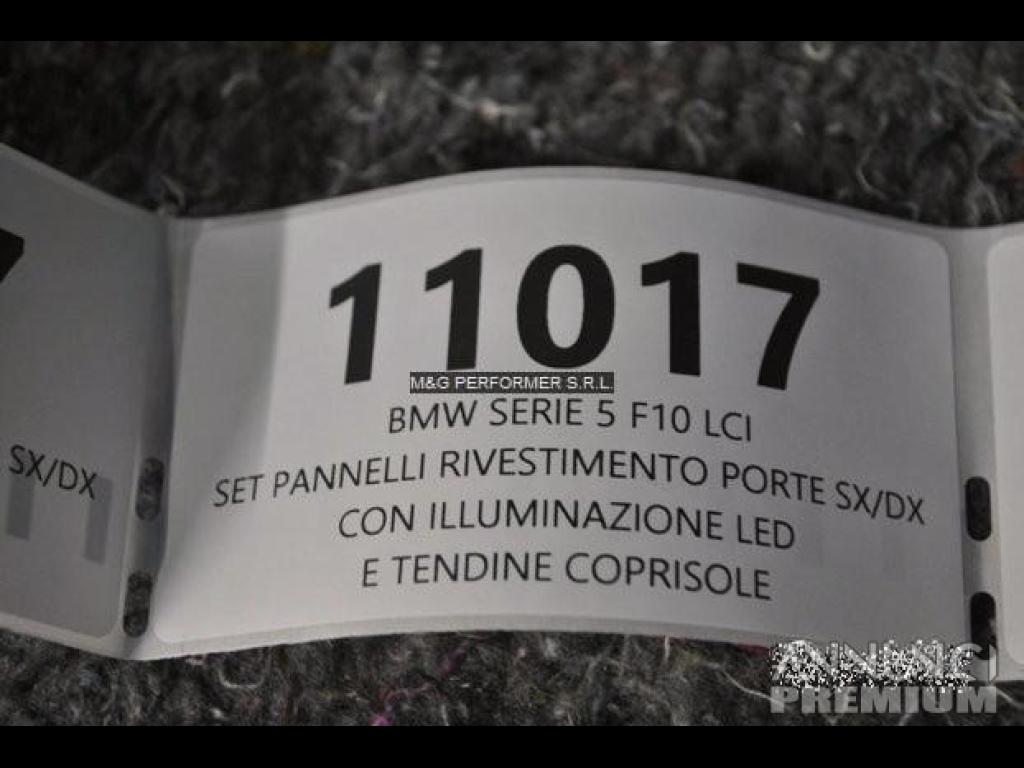 11017
M&G PERFORMER S.R.L.
BMW SERIE 5 F10 LCI
SET PANNELLI RIVESTIMENTO PORTE SX/DX
CON ILLUMINAZIONE LED
E TENDINE COPRISOLE
SX/DX
ANNUNCI
PREMIUM